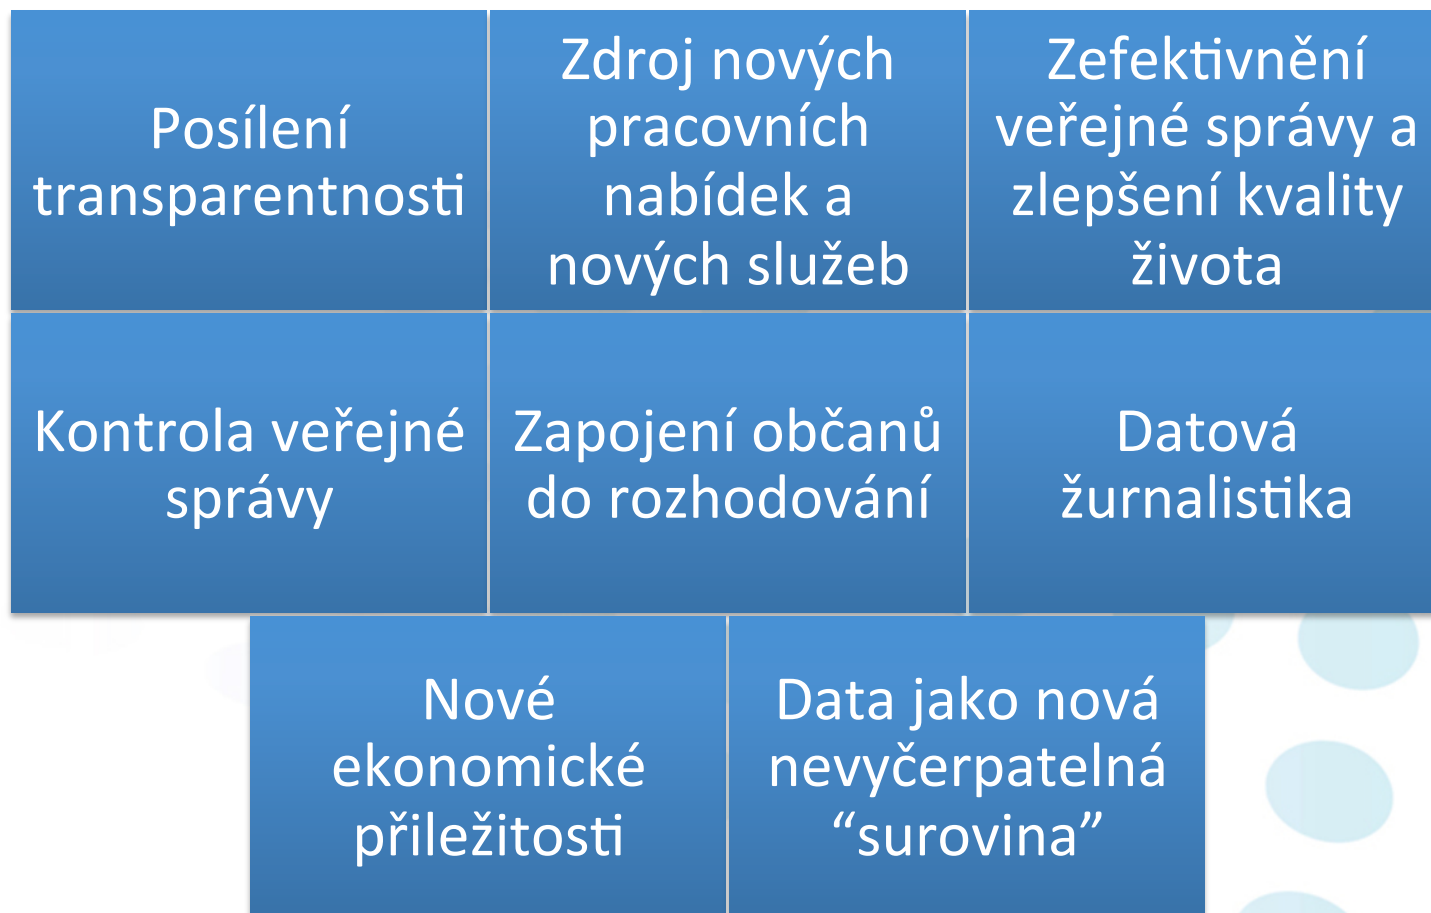 Posílení
transparentnosti
Zdroj nových
pracovních
nabídek a
nových služeb
Zefektivnění
veřejné správy a
zlepšení kvality
života
Kontrola veřejné
správy
Zapojení občanů
do rozhodování
Datová
žurnalistika
Nové
ekonomické
přiležitosti
Data jako nová
nevyčerpatelná
“surovina”